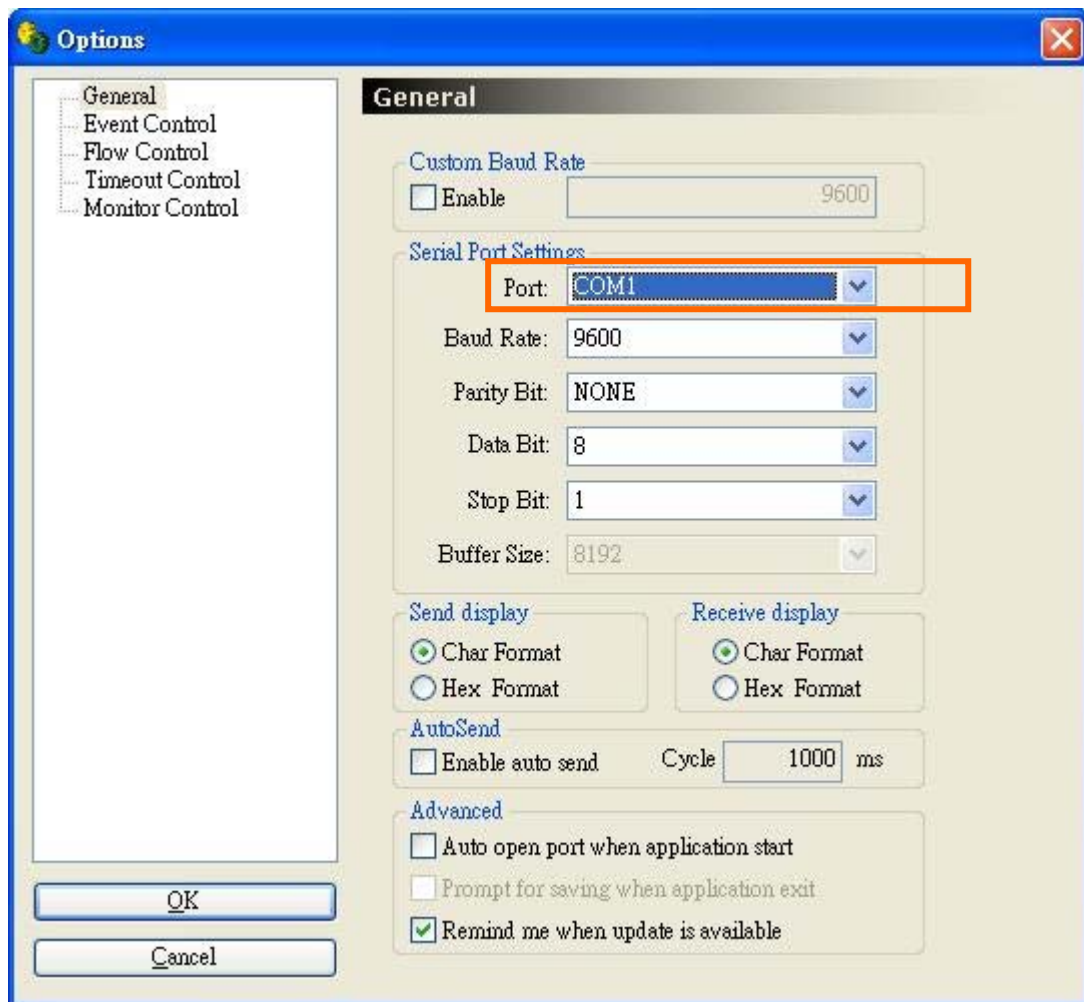 Options
General
Event Control
Flow Control
Timeout Control
Monitor Control
OK
Cancel
General
Custom Baud Rate
Enable 9600
Serial Port Settings
Port: COM1
Baud Rate: 9600
Parity Bit: NONE
Data Bit: 8
Stop Bit: 1
Buffer Size: 8192
Send display Receive display
Char Format Char Format
Hex Format Hex Format
AutoSend
Enable auto send Cycle 1000 ms
Advanced
Auto open port when application start
Prompt for saving when application exit
Remind me when update is available